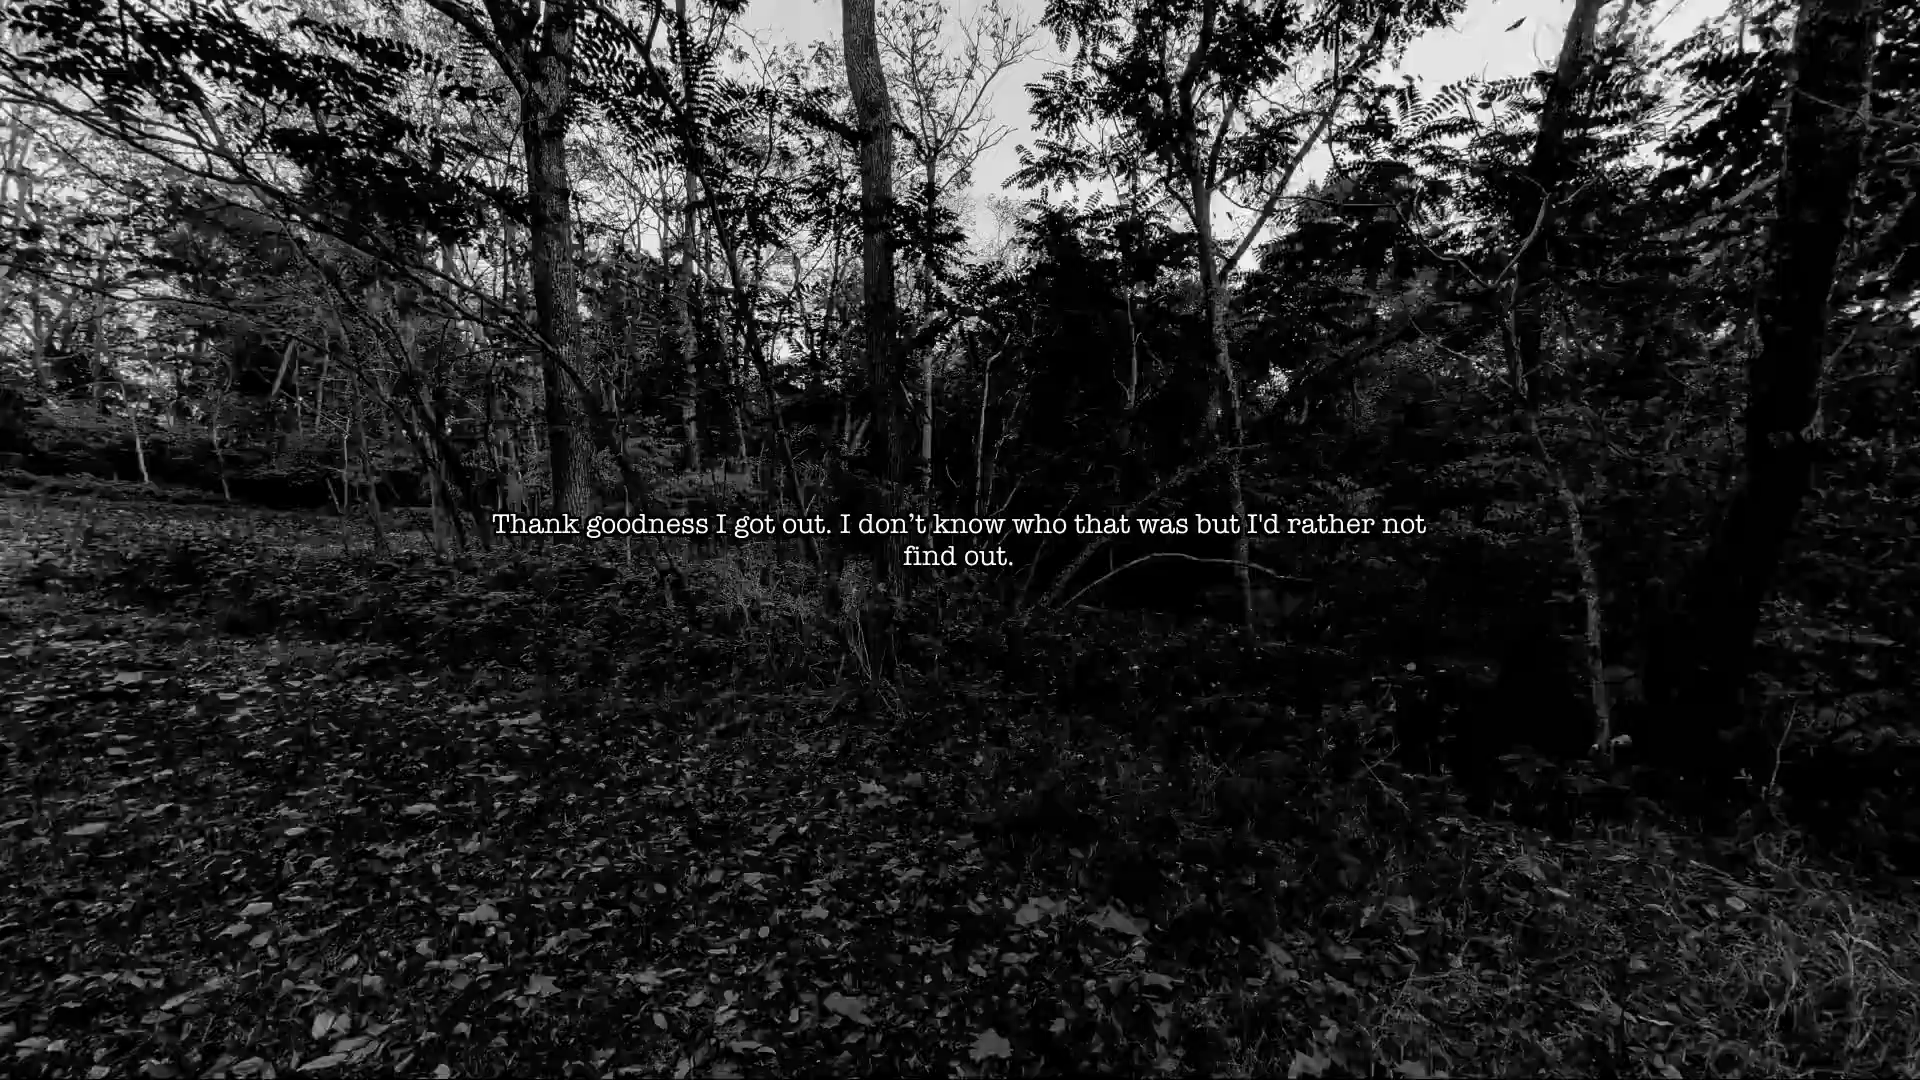 Thank goodness I got out. I don’t know who that was but I'd rather not
find out.